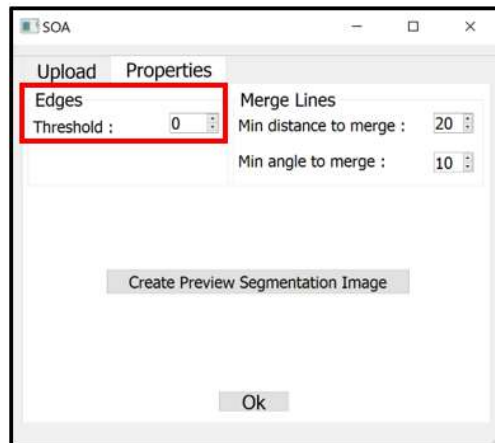 SOA
Upload Properties
Edges
Threshold : 0
Merge Lines
Min distance to merge : 20
Min angle to merge : 10
Create Preview Segmentation Image
Ok